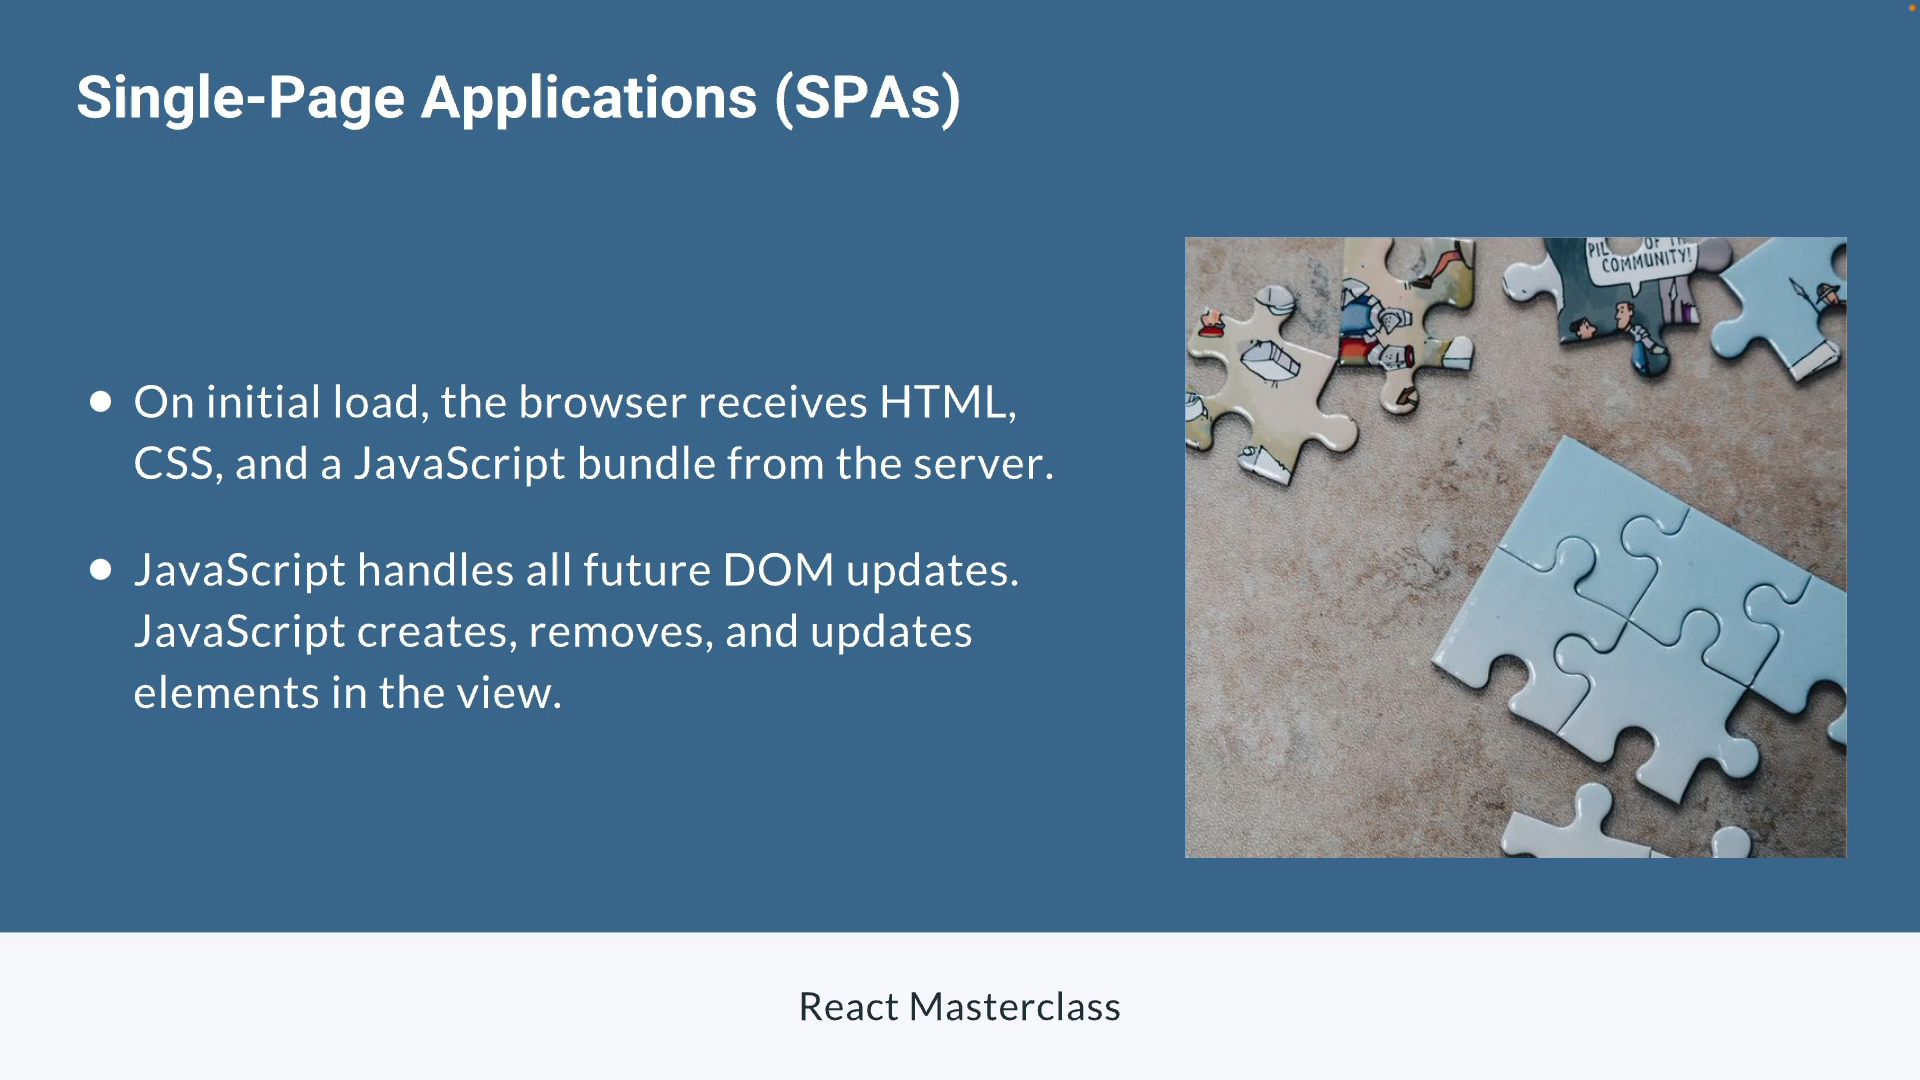 Single-Page Applications (SPAs)
On initial load, the browser receives HTML,
CSS, and a JavaScript bundle from the server.
JavaScript handles all future DOM updates.
JavaScript creates, removes, and updates
elements in the view.
OF
COMMUNITY!
React Masterclass